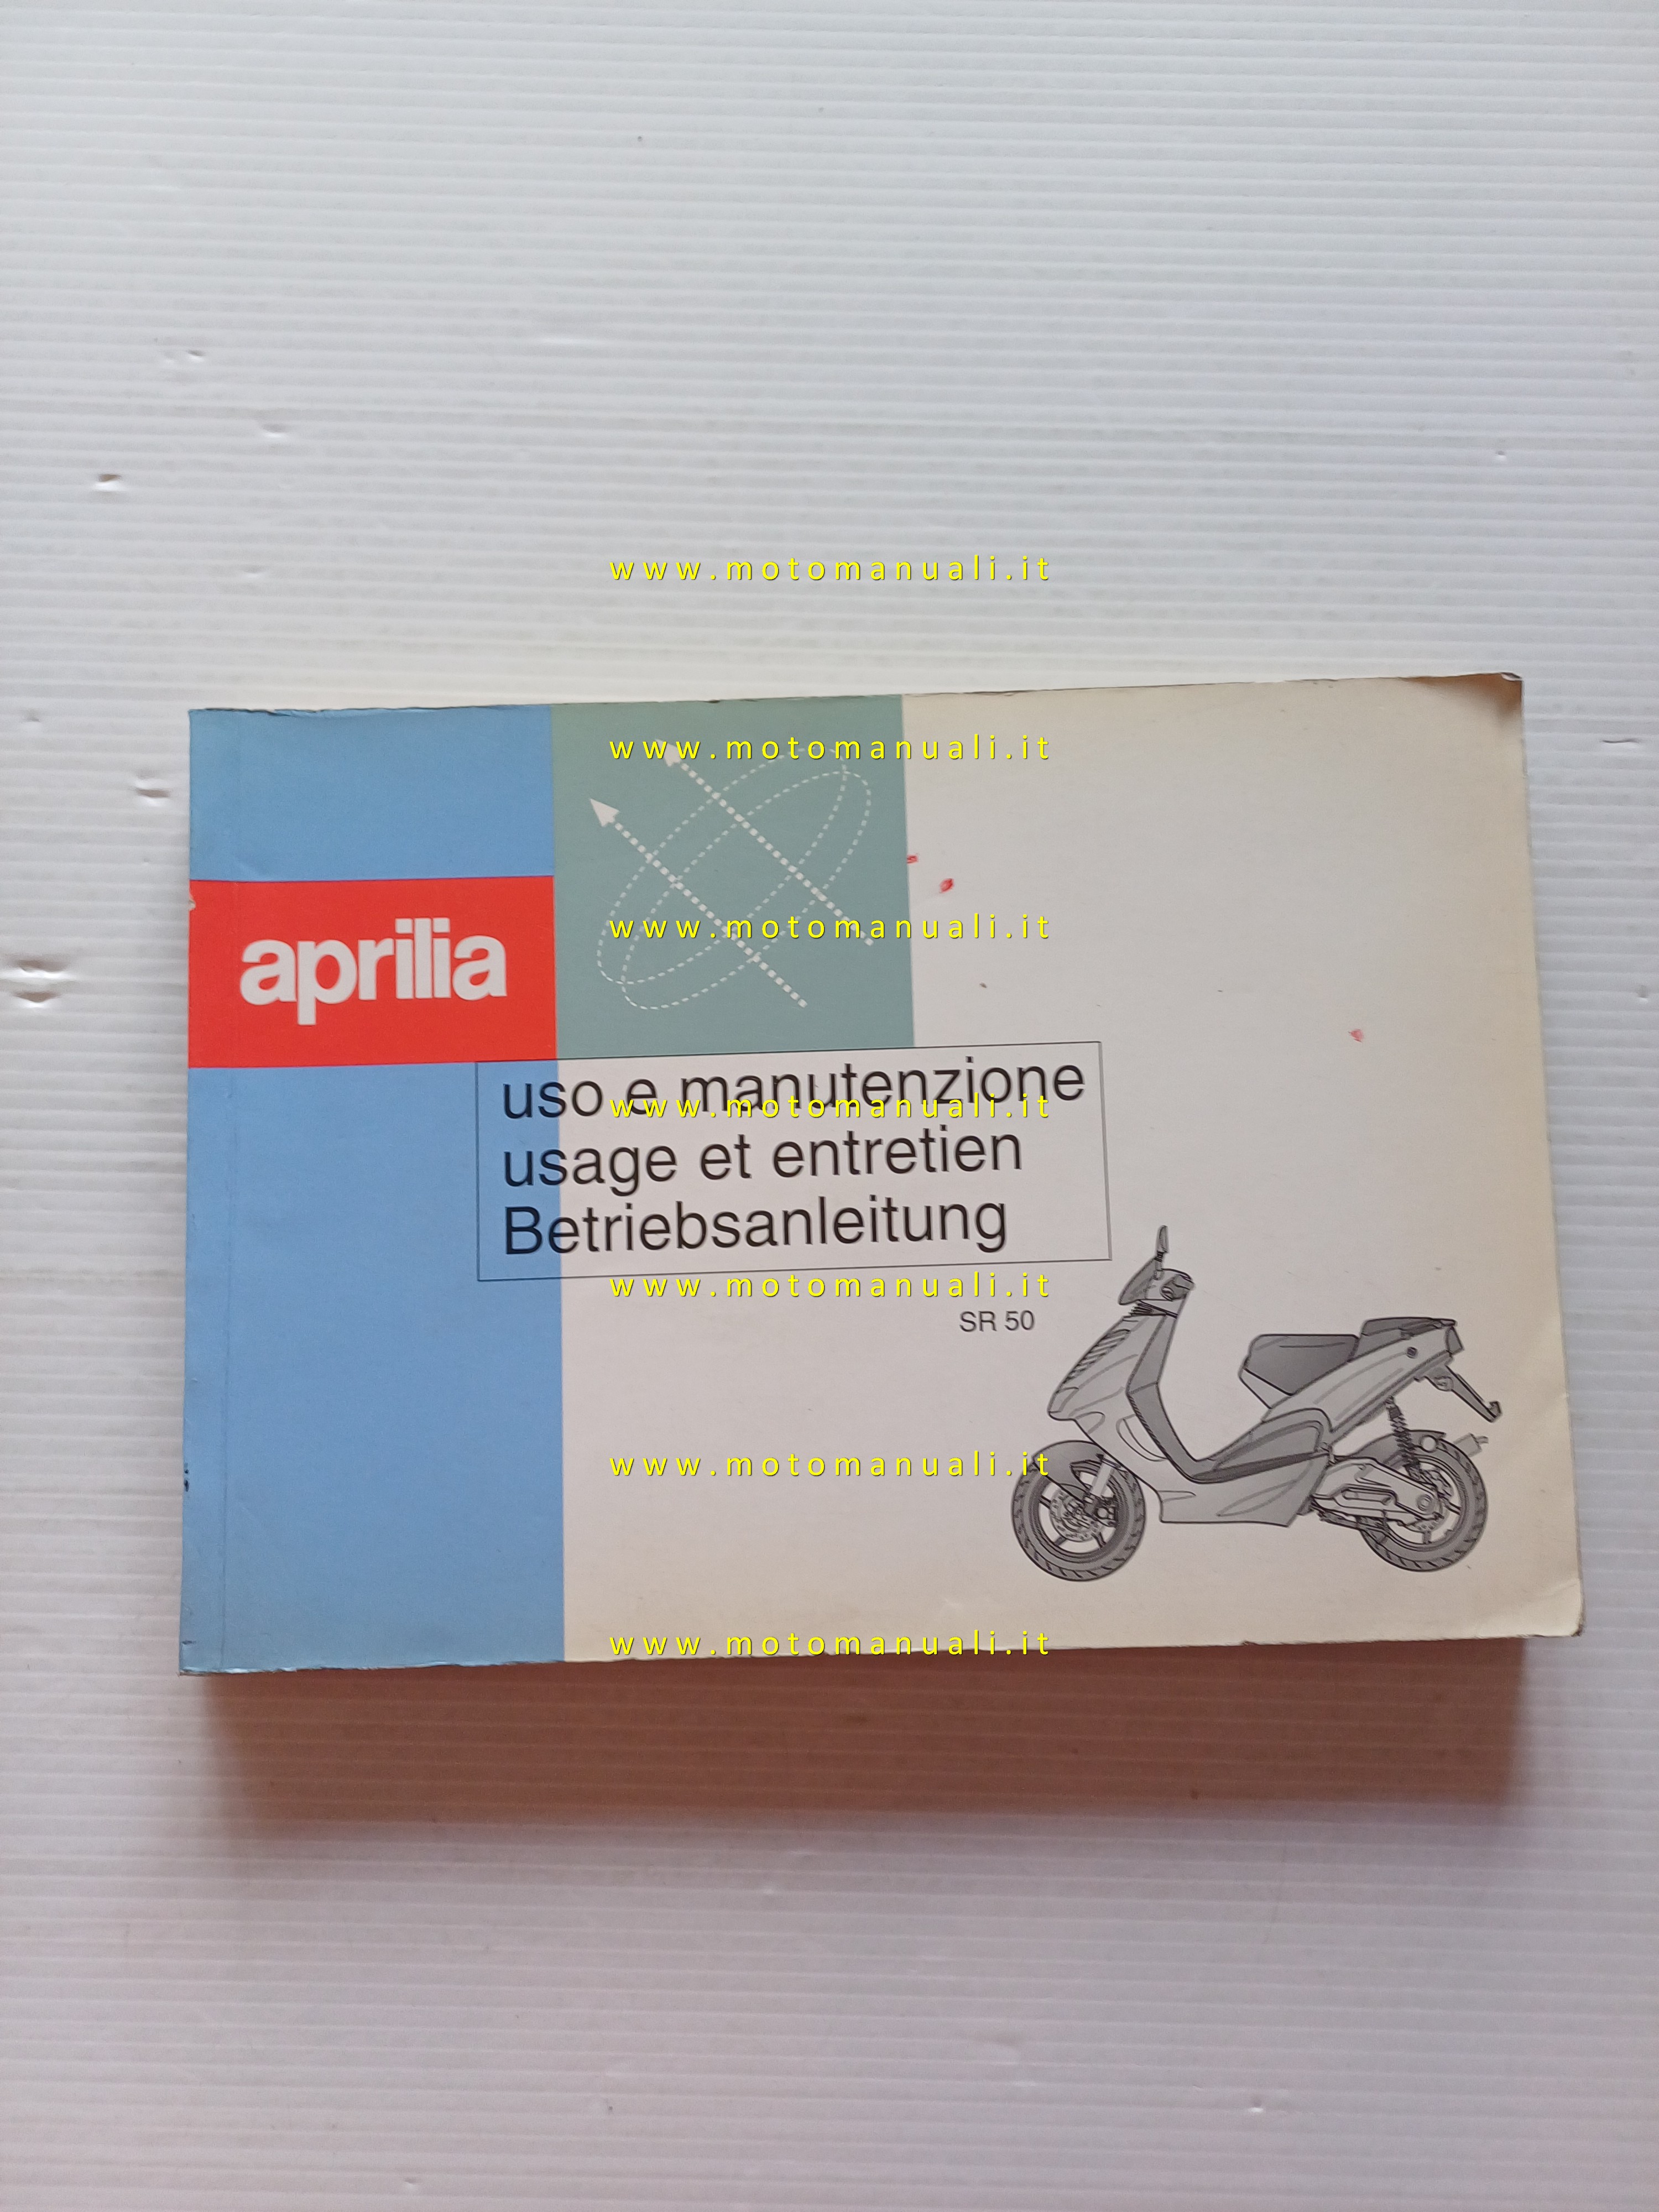 www.motomanuali.it
www.motomanuali.it
aprilia
www.motomanuali.it
uso e manutenzione
www.motomanuali.it
usage et entretien
Betriebsanleitung
www.motomanuali.it
SR 50
www.motomanuali.it
www.motomanuali.it